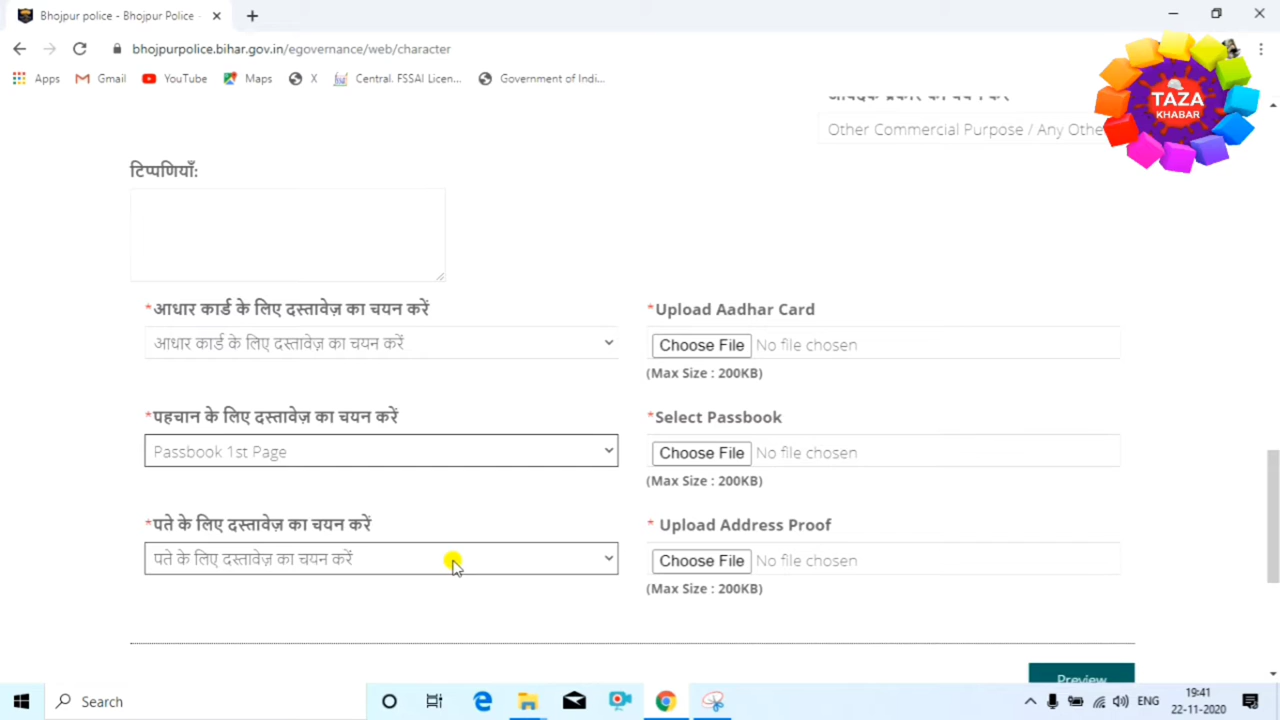 Bhojpur police - Bhojpur Police -
bhojpurpolice.bihar.gov.in/egovernance/web/character
Apps Gmail YouTube Maps X Central. FSSAI Licen... Government of Indi...
TAZA
KHABAR
Other Commercial Purpose / Any Othe
टिप्पणियाँ:
*आधार कार्ड के लिए दस्तावेज़ का चयन करें
*Upload Aadhar Card
आधार कार्ड के लिए दस्तावेज़ का चयन करें
Choose File No file chosen
(Max Size : 200KB)
*पहचान के लिए दस्तावेज़ का चयन करें
*Select Passbook
Passbook 1st Page
Choose File No file chosen
(Max Size : 200KB)
*पते के लिए दस्तावेज़ का चयन करें
* Upload Address Proof
पते के लिए दस्तावेज़ का चयन करें
Choose File No file chosen
(Max Size : 200KB)
Preview
Search
ENG
19:41
22-11-2020